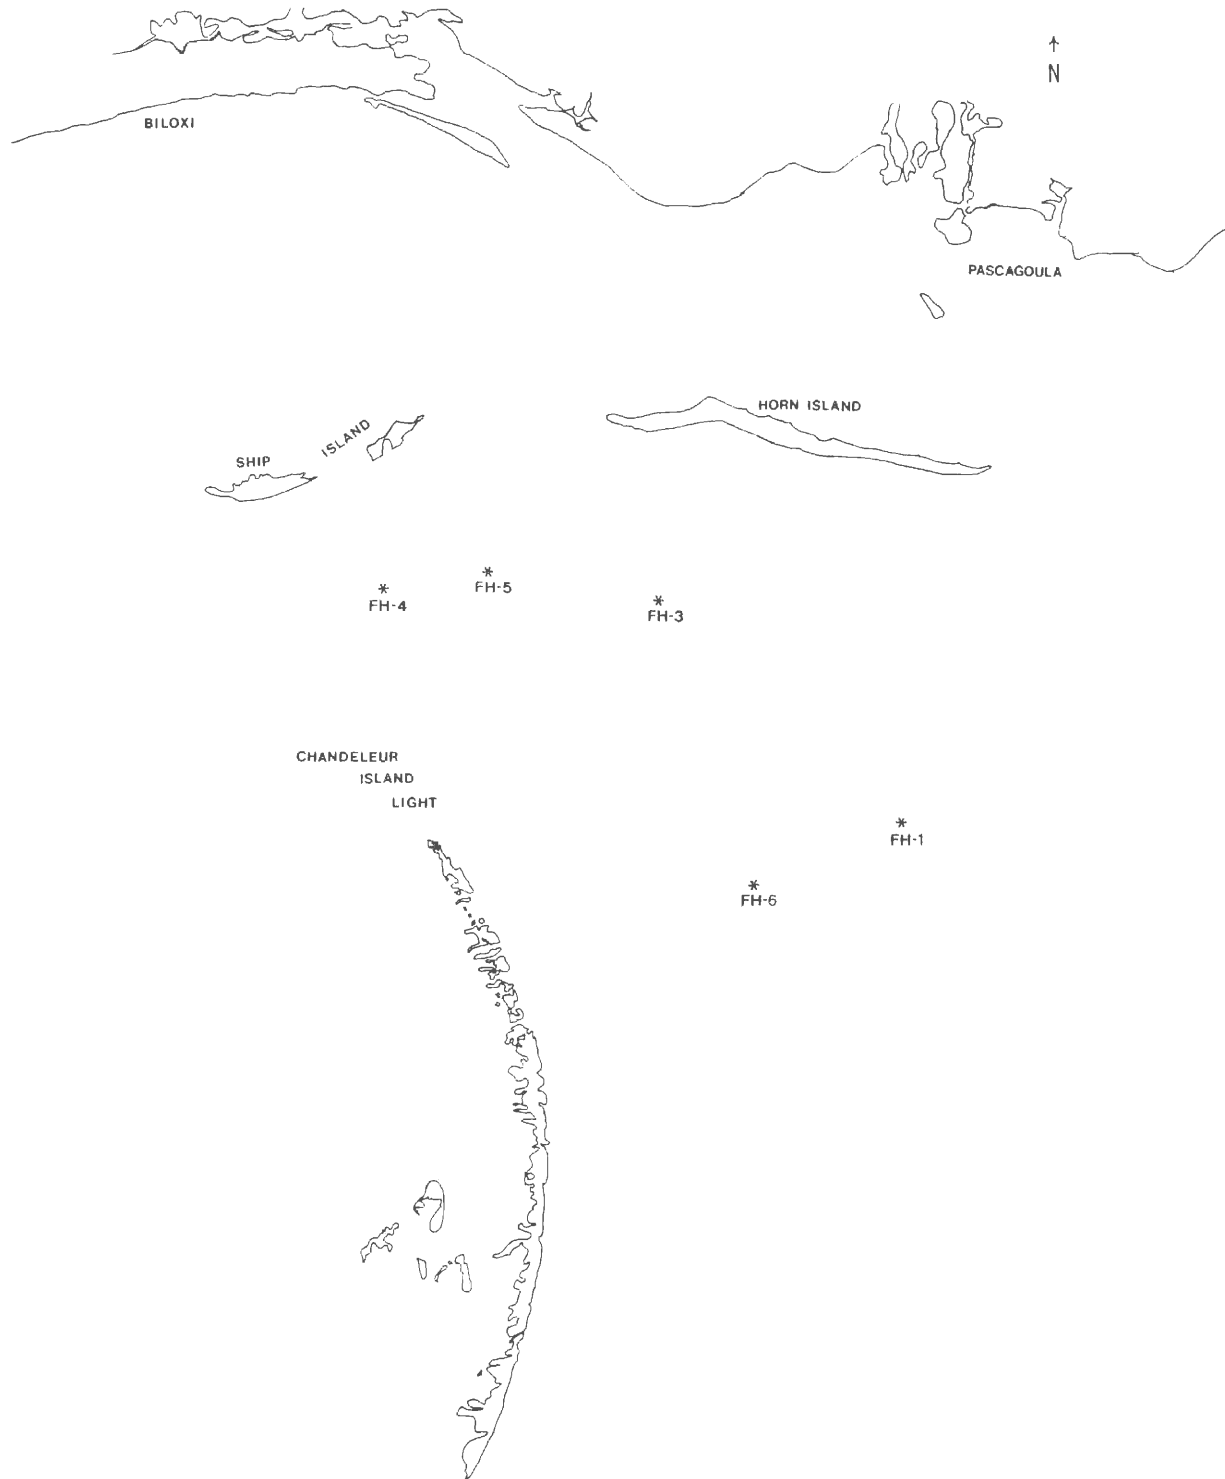 N
BILOXI
PASCAGOULA
HORN ISLAND
SHIP ISLAND
*
FH-5
*
FH-4
*
FH-3
CHANDELEUR
ISLAND
LIGHT
*
FH-1
*
FH-6